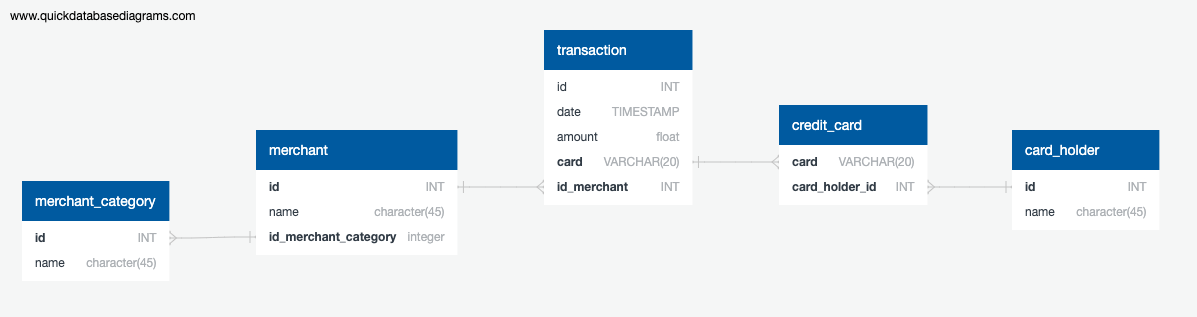 www.quickdatabasediagrams.com
merchant_category
id INT
name character(45)
merchant
id INT
name character(45)
id_merchant_category integer
transaction
id INT
date TIMESTAMP
amount float
card VARCHAR(20)
id_merchant INT
credit_card
card VARCHAR(20)
card_holder_id INT
card_holder
id INT
name character(45)